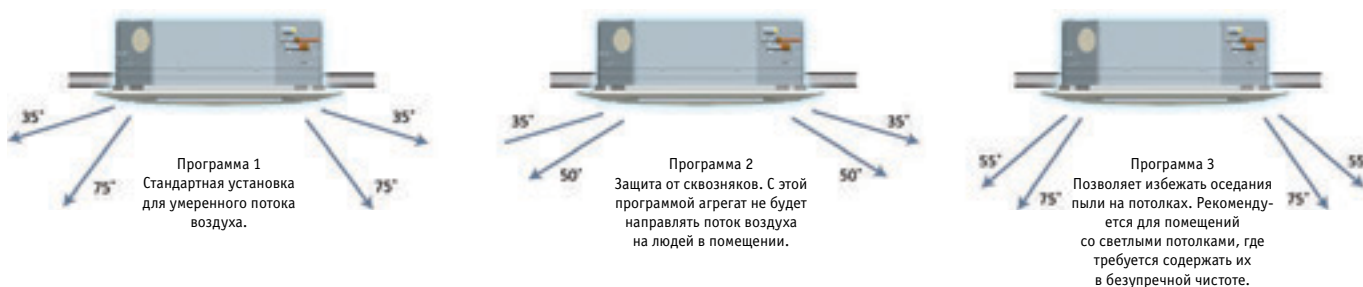 35° 35°
75° 75°
Программа 1
Стандартная установка
для умеренного потока
воздуха.
35° 35°
50° 50°
Программа 2
Защита от сквозняков. С этой
программой агрегат не будет
направлять поток воздуха
на людей в помещении.
55° 55
75° 75°
Программа 3
Позволяет избежать оседания
пыли на потолках. Рекоменду-
ется для помещений
со светлыми потолками, где
требуется содержать их
в безупречной чистоте.